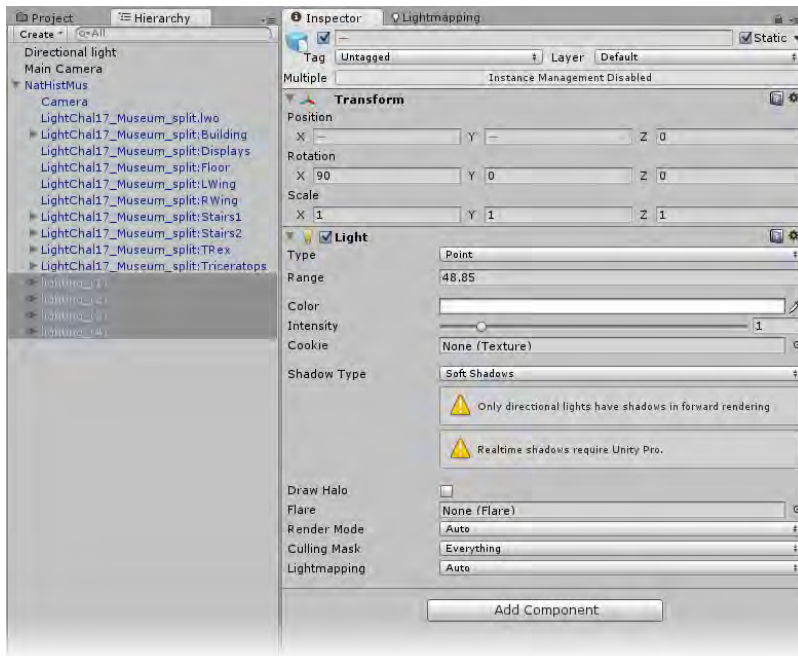 Project
Hierarchy
Create
All
Directional light
Main Camera
NatHistMus
Camera
LightChal17_Museum_split.lwo
LightChal17_Museum_split:Building
LightChal17_Museum_split:Displays
LightChal17_Museum_split:Floor
LightChal17_Museum_split:LWing
LightChal17_Museum_split:RWing
LightChal17_Museum_split:Stairs1
LightChal17_Museum_split:Stairs2
LightChal17_Museum_split:TRex
LightChal17_Museum_split:Triceratops
Inspector
Lightmapping
— Static
Tag Untagged Layer Default
Multiple Instance Management Disabled
Transform
Position
X — Y — Z 0
Rotation
X 90 Y 0 Z 0
Scale
X 1 Y 1 Z 1
Light
Type Point
Range 48.85
Color
Intensity 1
Cookie None (Texture)
Shadow Type Soft Shadows
Only directional lights have shadows in forward rendering
Realtime shadows require Unity Pro.
Draw Halo
Flare None (Flare)
Render Mode Auto
Culling Mask Everything
Lightmapping Auto
Add Component